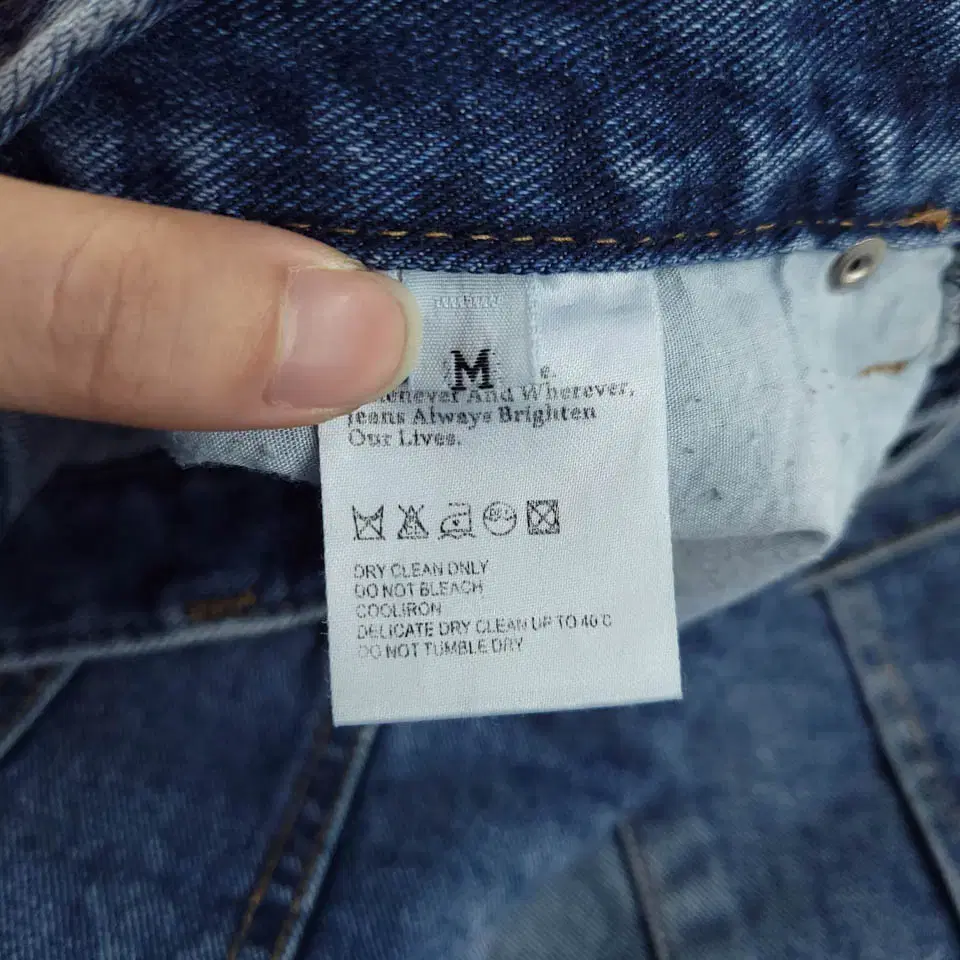 M
And Wherever,
Jeans Always Brighten
Our Lives.
DRY CLEAN ONLY
DO NOT BLEACH
COOL IRON
DELICATE DRY CLEAN UP TO 40 C
DO NOT TUMBLE DRY